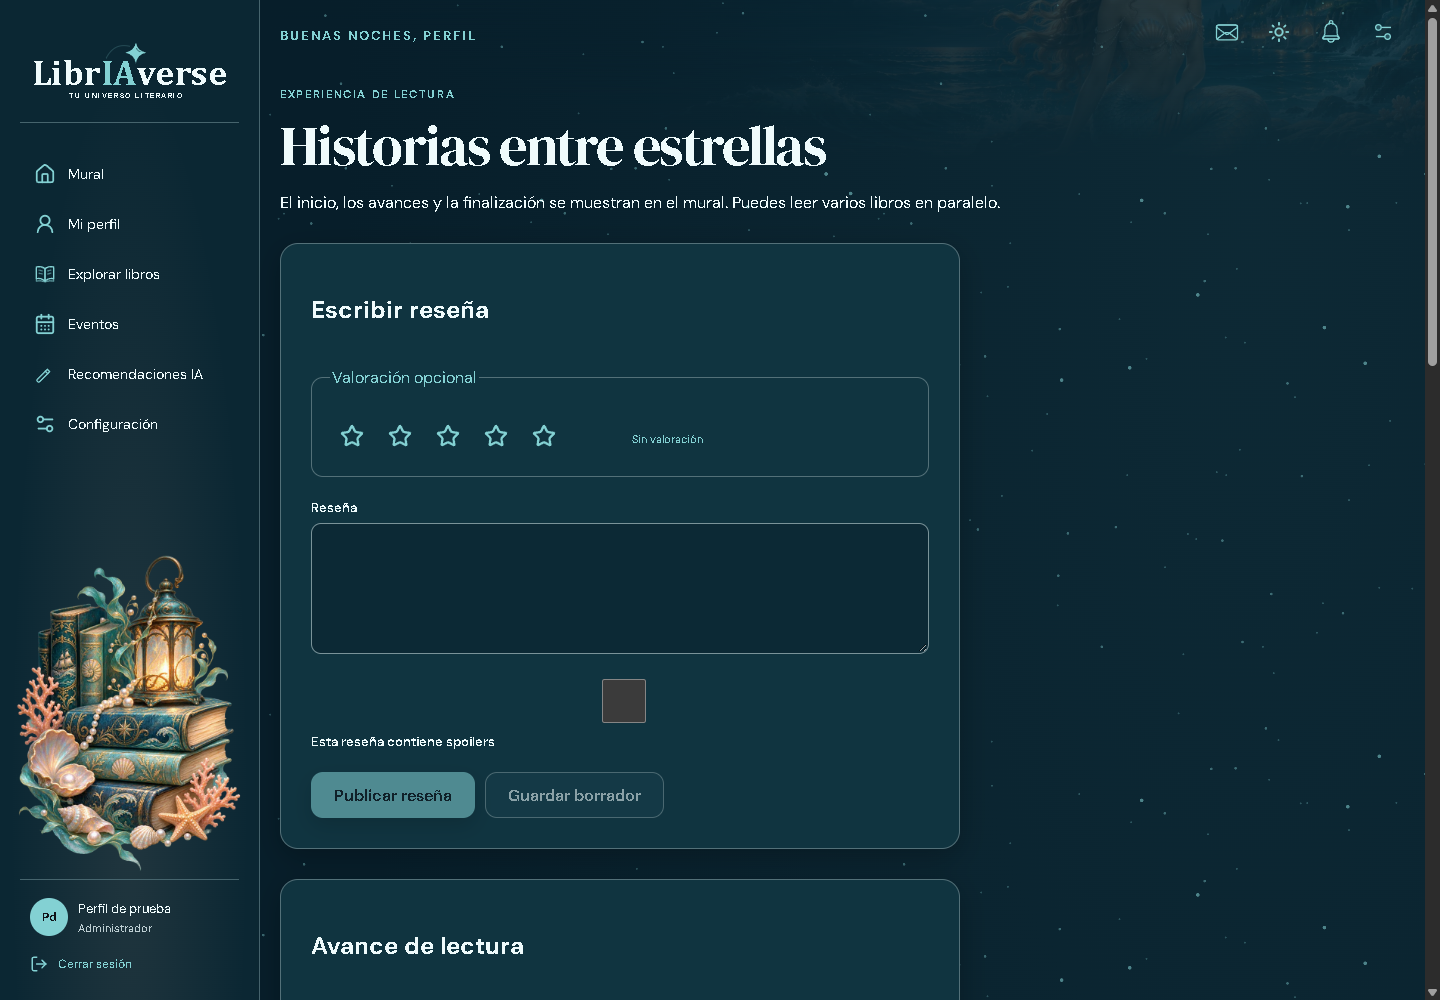 LibrIAverse
TU UNIVERSO LITERARIO
Mural
Mi perfil
Explorar libros
Eventos
Recomendaciones IA
Configuración
Pd
Perfil de prueba
Administrador
Cerrar sesión
BUENAS NOCHES, PERFIL
EXPERIENCIA DE LECTURA
Historias entre estrellas
El inicio, los avances y la finalización se muestran en el mural. Puedes leer varios libros en paralelo.
Escribir reseña
Valoración opcional
Sin valoración
Reseña
Esta reseña contiene spoilers
Publicar reseña
Guardar borrador
Avance de lectura